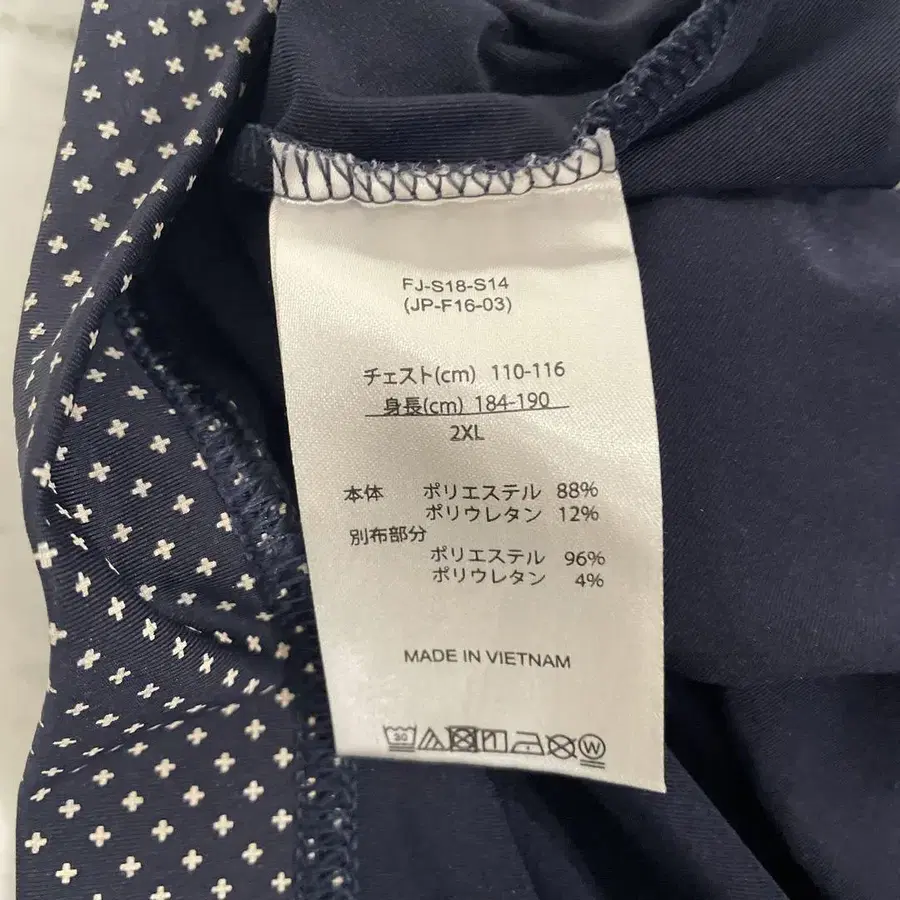 FJ-S18-S14
(JP-F16-03)
チェスト(cm) 110-116
身長(cm) 184-190
2XL
本体 ポリエステル 88%
ポリウレタン 12%
別布部分
ポリエステル 96%
ポリウレタン 4%
MADE IN VIETNAM
30 W